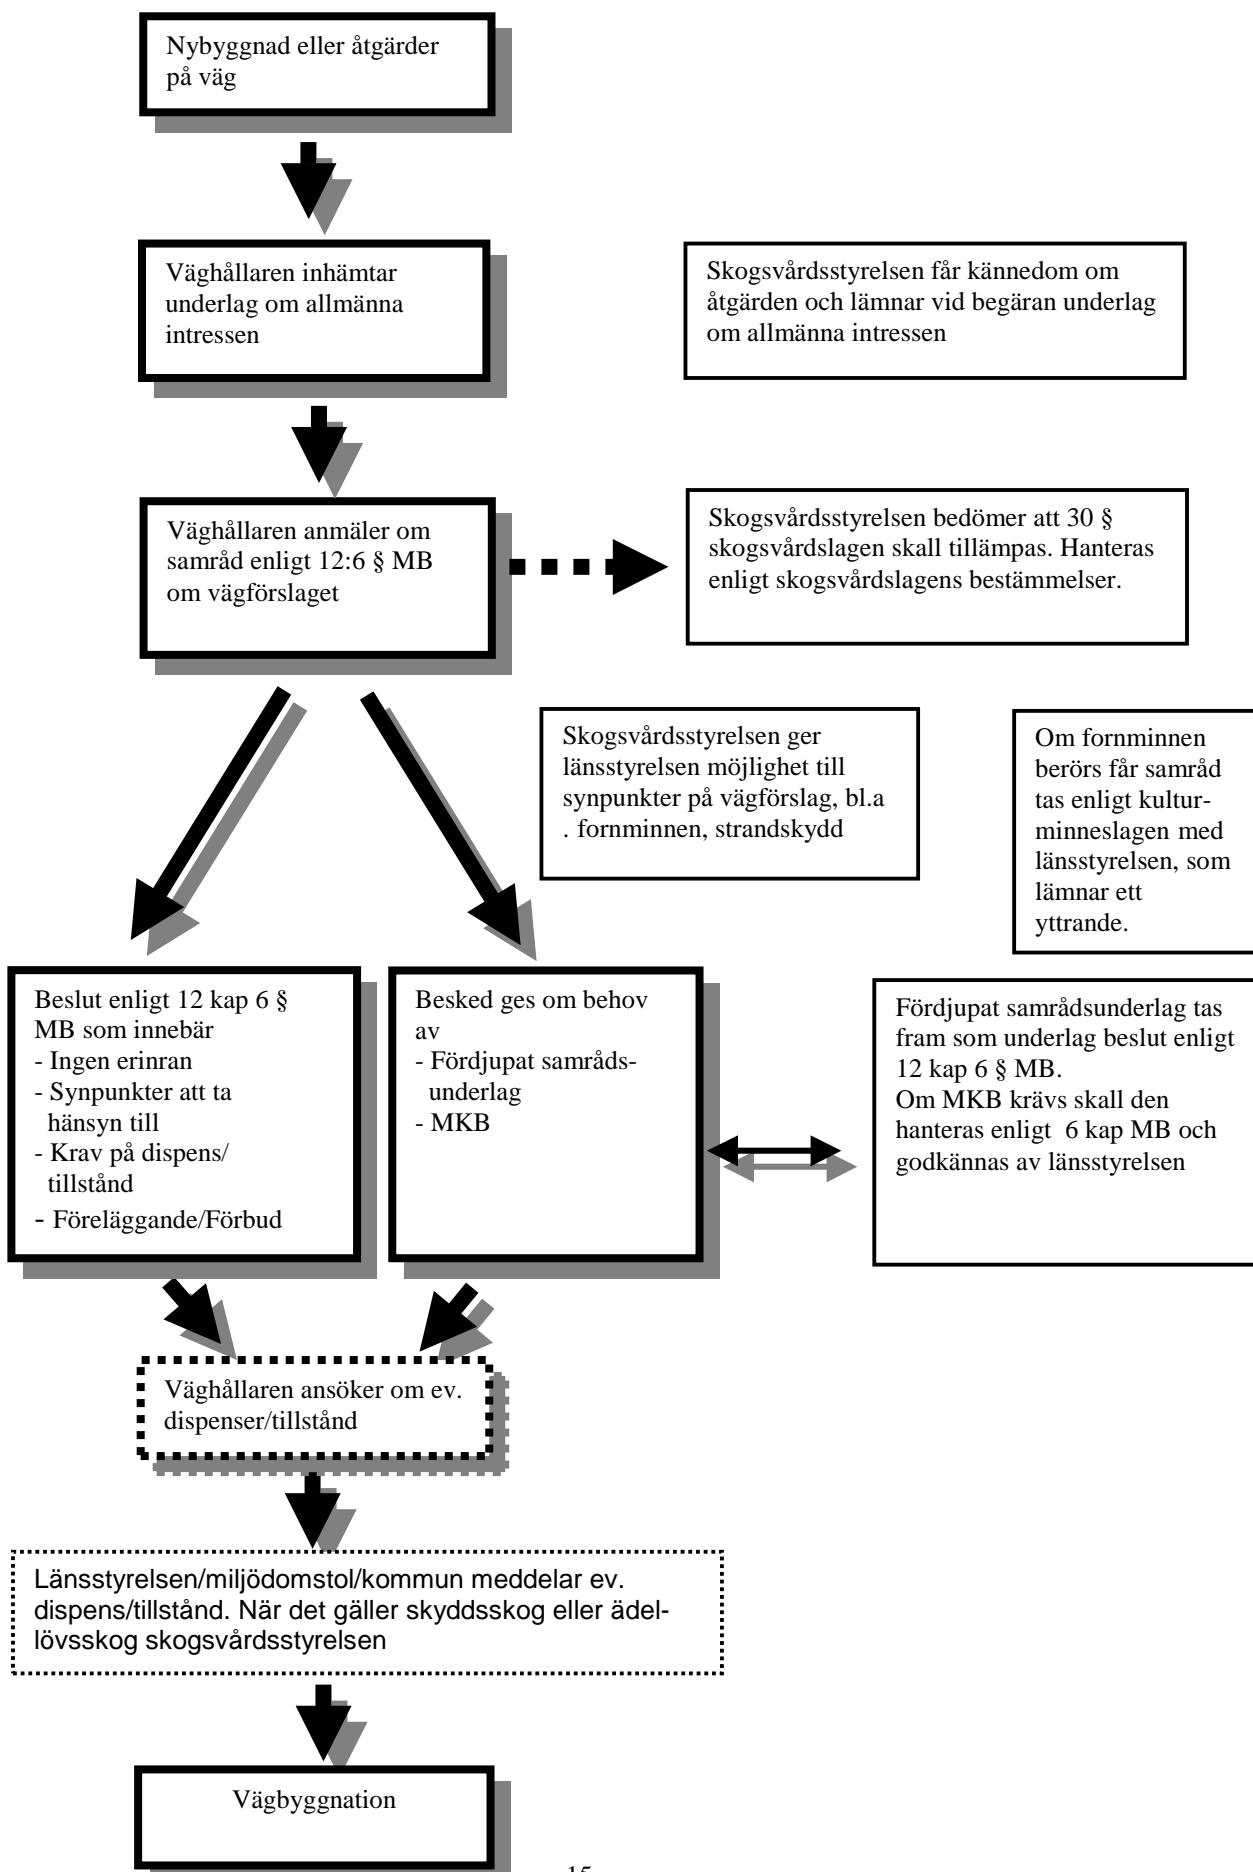 Nybyggnad eller åtgärder
på väg
Väghållaren inhämtar
underlag om allmänna
intressen
Skogsvårdsstyrelsen får kännedom om
åtgärden och lämnar vid begäran underlag
om allmänna intressen
Väghållaren anmäler om
samråd enligt 12:6 § MB
om vägförslaget
Skogsvårdsstyrelsen bedömer att 30 §
skogsvårdslagen skall tillämpas. Hanteras
enligt skogsvårdslagens bestämmelser.
Skogsvårdsstyrelsen ger
länsstyrelsen möjlighet till
synpunkter på vägförslag, bl.a
. fornminnen, strandskydd
Om fornminnen
berörs får samråd
tas enligt kultur-
minneslagen med
länsstyrelsen, som
lämnar ett
yttrande.
Beslut enligt 12 kap 6 §
MB som innebär
- Ingen erinran
- Synpunkter att ta
hänsyn till
- Krav på dispens/
tillstånd
- Föreläggande/Förbud
Besked ges om behov
av
- Fördjupat samråds-
underlag
- MKB
Fördjupat samrådsunderlag tas
fram som underlag beslut enligt
12 kap 6 § MB.
Om MKB krävs skall den
hanteras enligt  6 kap MB och
godkännas av länsstyrelsen
Väghållaren ansöker om ev.
dispenser/tillstånd
Länsstyrelsen/miljödomstol/kommun meddelar ev.
dispens/tillstånd. När det gäller skyddsskog eller ädel-
lövsskog skogsvårdsstyrelsen
Vägbyggnation
15